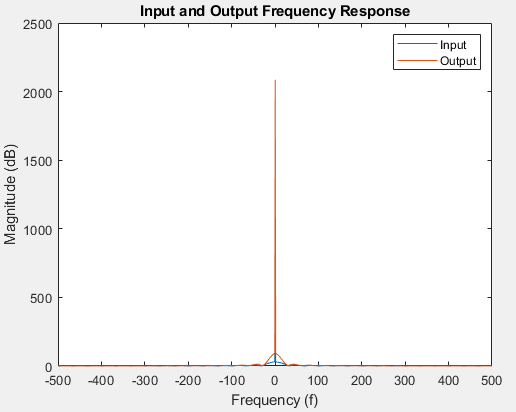 Input and Output Frequency Response
Input
Output
Magnitude (dB)
2500
2000
1500
1000
500
0
-500 -400 -300 -200 -100 0 100 200 300 400 500
Frequency (f)